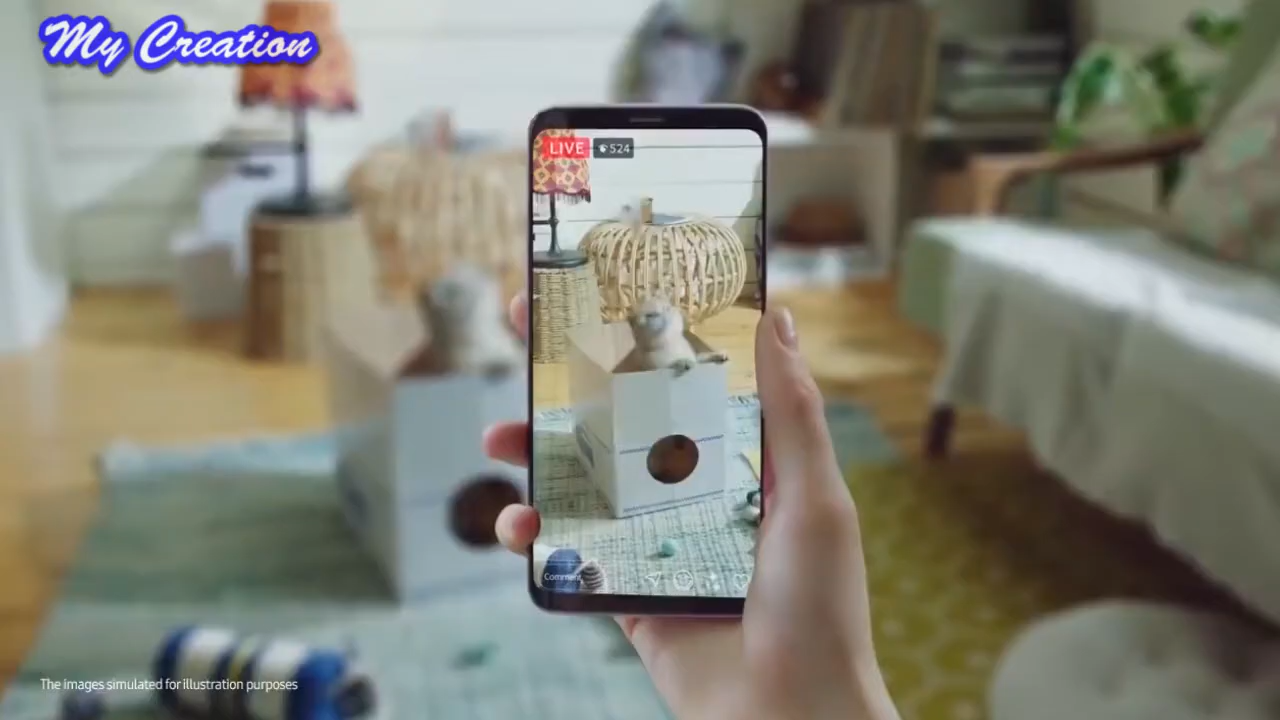 My Creation
LIVE 524
Comment
The images simulated for illustration purposes